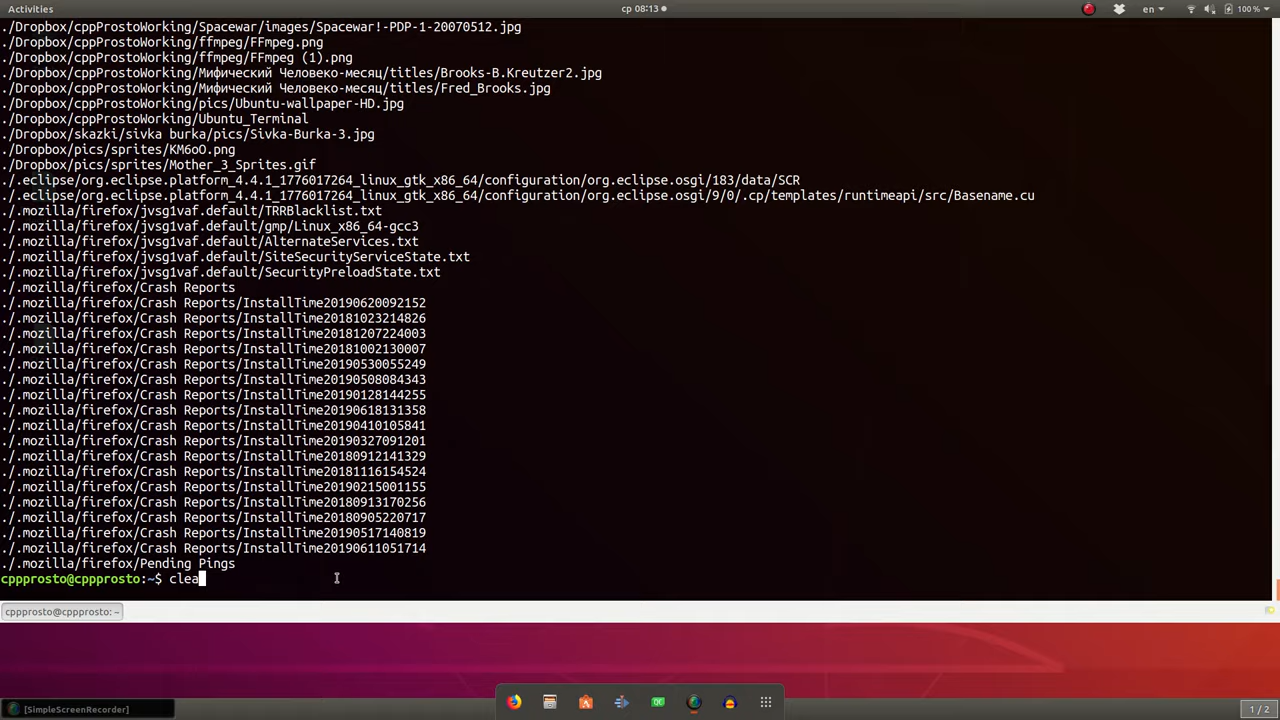 Activities
ср 08:13
en
100 %
./Dropbox/cppProstoWorking/Spacewar/images/Spacewar!-PDP-1-20070512.jpg
./Dropbox/cppProstoWorking/ffmpeg/FFmpeg.png
./Dropbox/cppProstoWorking/ffmpeg/FFmpeg (1).png
./Dropbox/cppProstoWorking/Мифический Человеко-месяц/titles/Brooks-B.Kreutzer2.jpg
./Dropbox/cppProstoWorking/Мифический Человеко-месяц/titles/Fred_Brooks.jpg
./Dropbox/cppProstoWorking/pics/Ubuntu-wallpaper-HD.jpg
./Dropbox/cppProstoWorking/Ubuntu_Terminal
./Dropbox/skazki/sivka burka/pics/Sivka-Burka-3.jpg
./Dropbox/pics/sprites/KM6oO.png
./Dropbox/pics/sprites/Mother_3_Sprites.gif
./.eclipse/org.eclipse.platform_4.4.1_1776017264_linux_gtk_x86_64/configuration/org.eclipse.osgi/183/data/SCR
./.eclipse/org.eclipse.platform_4.4.1_1776017264_linux_gtk_x86_64/configuration/org.eclipse.osgi/9/0/.cp/templates/runtimeapi/src/Basename.cu
./.mozilla/firefox/jvsg1vaf.default/TRRBlacklist.txt
./.mozilla/firefox/jvsg1vaf.default/gmp/Linux_x86_64-gcc3
./.mozilla/firefox/jvsg1vaf.default/AlternateServices.txt
./.mozilla/firefox/jvsg1vaf.default/SiteSecurityServiceState.txt
./.mozilla/firefox/jvsg1vaf.default/SecurityPreloadState.txt
./.mozilla/firefox/Crash Reports
./.mozilla/firefox/Crash Reports/InstallTime20190620092152
./.mozilla/firefox/Crash Reports/InstallTime20181023214826
./.mozilla/firefox/Crash Reports/InstallTime20181207224003
./.mozilla/firefox/Crash Reports/InstallTime20181002130007
./.mozilla/firefox/Crash Reports/InstallTime20190530055249
./.mozilla/firefox/Crash Reports/InstallTime20190508084343
./.mozilla/firefox/Crash Reports/InstallTime20190128144255
./.mozilla/firefox/Crash Reports/InstallTime20190618131358
./.mozilla/firefox/Crash Reports/InstallTime20190410105841
./.mozilla/firefox/Crash Reports/InstallTime20190327091201
./.mozilla/firefox/Crash Reports/InstallTime20180912141329
./.mozilla/firefox/Crash Reports/InstallTime20181116154524
./.mozilla/firefox/Crash Reports/InstallTime20190215001155
./.mozilla/firefox/Crash Reports/InstallTime20180913170256
./.mozilla/firefox/Crash Reports/InstallTime20180905220717
./.mozilla/firefox/Crash Reports/InstallTime20190517140819
./.mozilla/firefox/Crash Reports/InstallTime20190611051714
./.mozilla/firefox/Pending Pings
cppprosto@cppprosto:~$ clea
cppprosto@cppprosto: ~
[SimpleScreenRecorder]
1 / 2